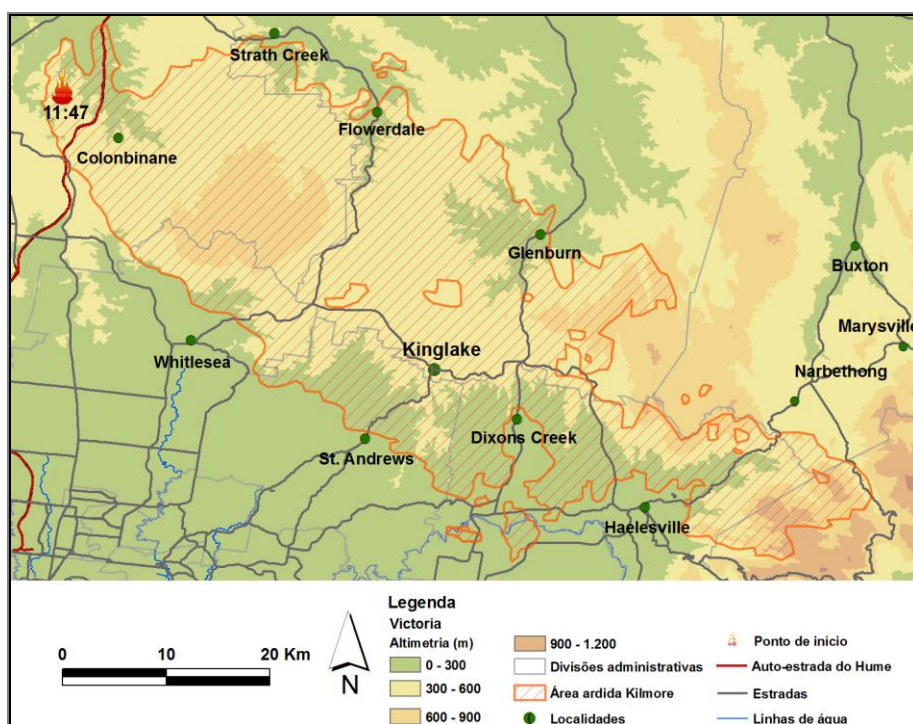 Strath Creek
11:47
Flowerdale
Colonbinane
Glenburn
Buxton
Marysville
Whitlesea
Kinglake
Narbethong
Dixons Creek
St. Andrews
Haelesville
Legenda
Victoria
Altimetria (m)
0 - 300
300 - 600
600 - 900
900 - 1.200
Divisões administrativas
Área ardida Kilmore
Localidades
Ponto de inicio
Auto-estrada do Hume
Estradas
Linhas de água
0 10 20 Km
N